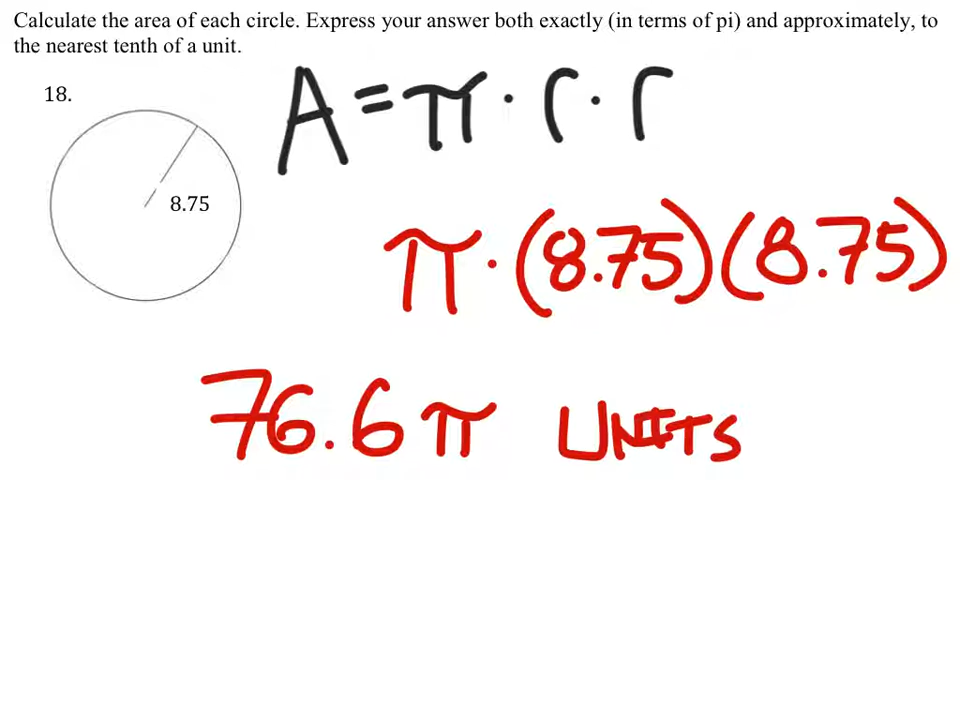 Calculate the area of each circle. Express your answer both exactly (in terms of pi) and approximately, to
the nearest tenth of a unit.
18.
A = π · r · r
8.75
π · (8.75)(8.75)
76.6π UNITS